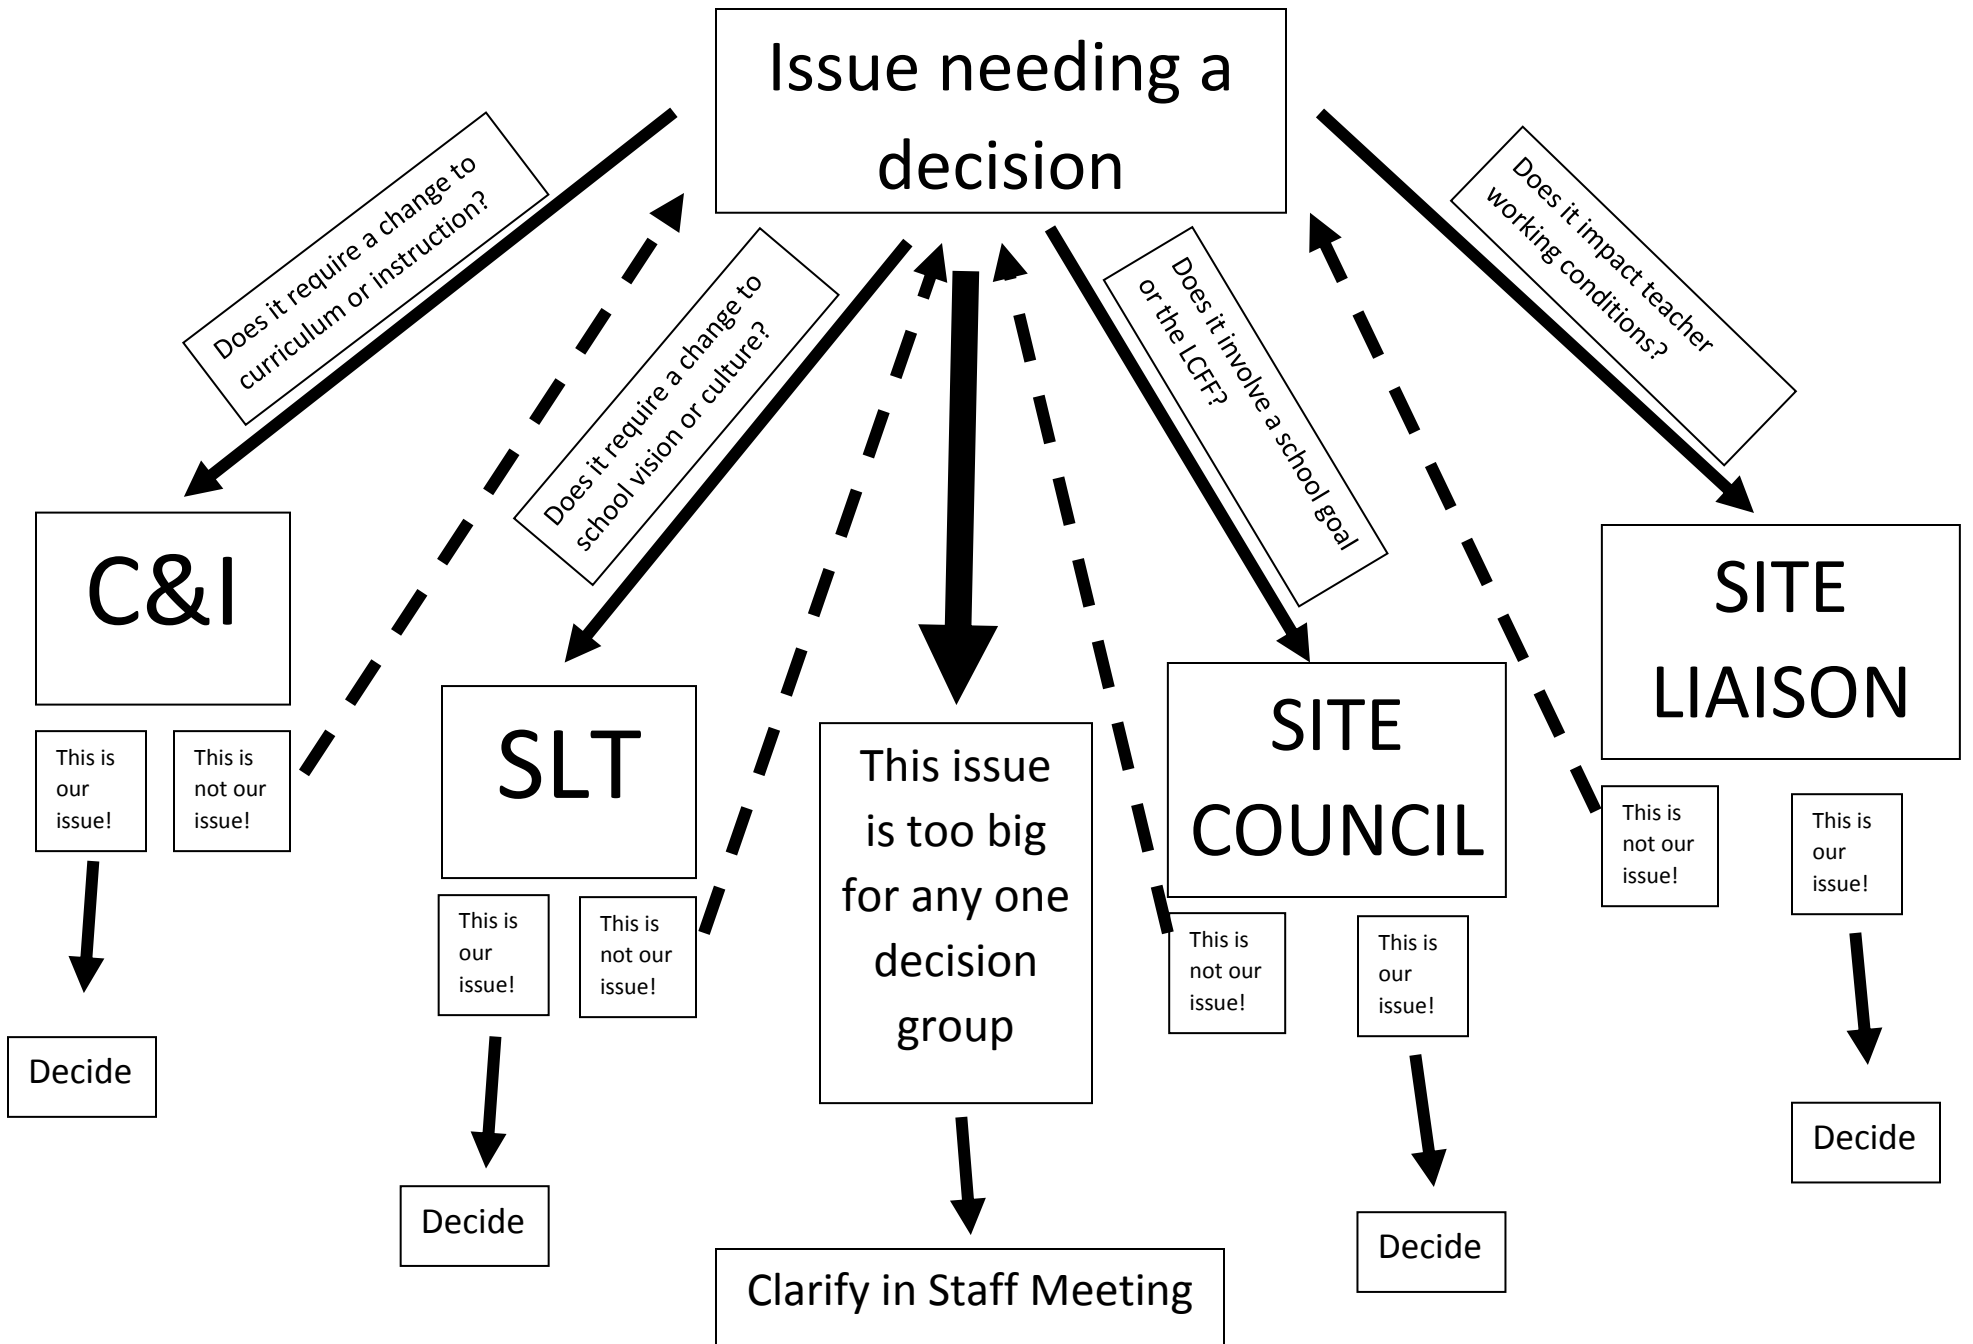 Issue needing a
decision
Does it require a change to
curriculum or instruction?
Does it require a change to
school vision or culture?
Does it involve a school goal
or the LCFF?
Does it impact teacher
working conditions?
C&I
This is
our
issue!
This is
not our
issue!
Decide
SLT
This is
our
issue!
This is
not our
issue!
Decide
This issue
is too big
for any one
decision
group
Clarify in Staff Meeting
SITE
COUNCIL
This is
not our
issue!
This is
our
issue!
Decide
SITE
LIAISON
This is
not our
issue!
This is
our
issue!
Decide